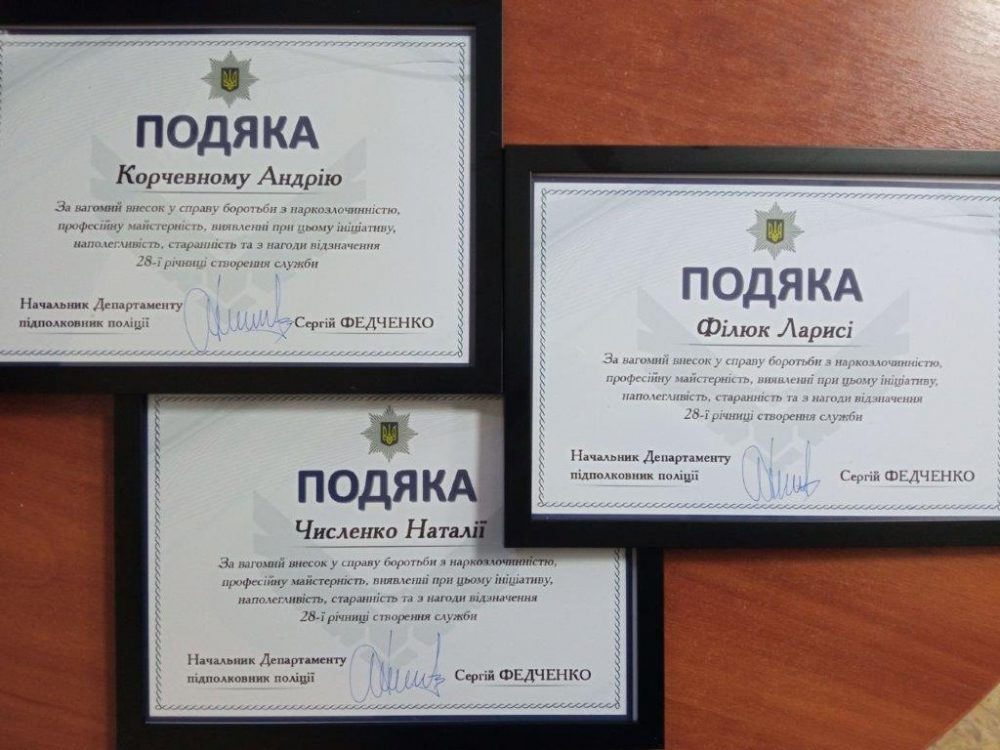 ПОДЯКА
Корчевному Андрію
За вагомий внесок у справу боротьби з наркозлочинністю,
професійну майстерність, виявленні при цьому ініціативу,
наполегливість, старанність та з нагоди відзначення
28-ї річниці створення служби
Начальник Департаменту
підполковник поліції
Сергій ФЕДЧЕНКО
ПОДЯКА
Філюк Ларисі
За вагомий внесок у справу боротьби з наркозлочинністю,
професійну майстерність, виявленні при цьому ініціативу,
наполегливість, старанність та з нагоди відзначення
28-ї річниці створення служби
Начальник Департаменту
підполковник поліції
Сергій ФЕДЧЕНКО
ПОДЯКА
Численко Наталії
За вагомий внесок у справу боротьби з наркозлочинністю,
професійну майстерність, виявленні при цьому ініціативу,
наполегливість, старанність та з нагоди відзначення
28-ї річниці створення служби
Начальник Департаменту
підполковник поліції
Сергій ФЕДЧЕНКО